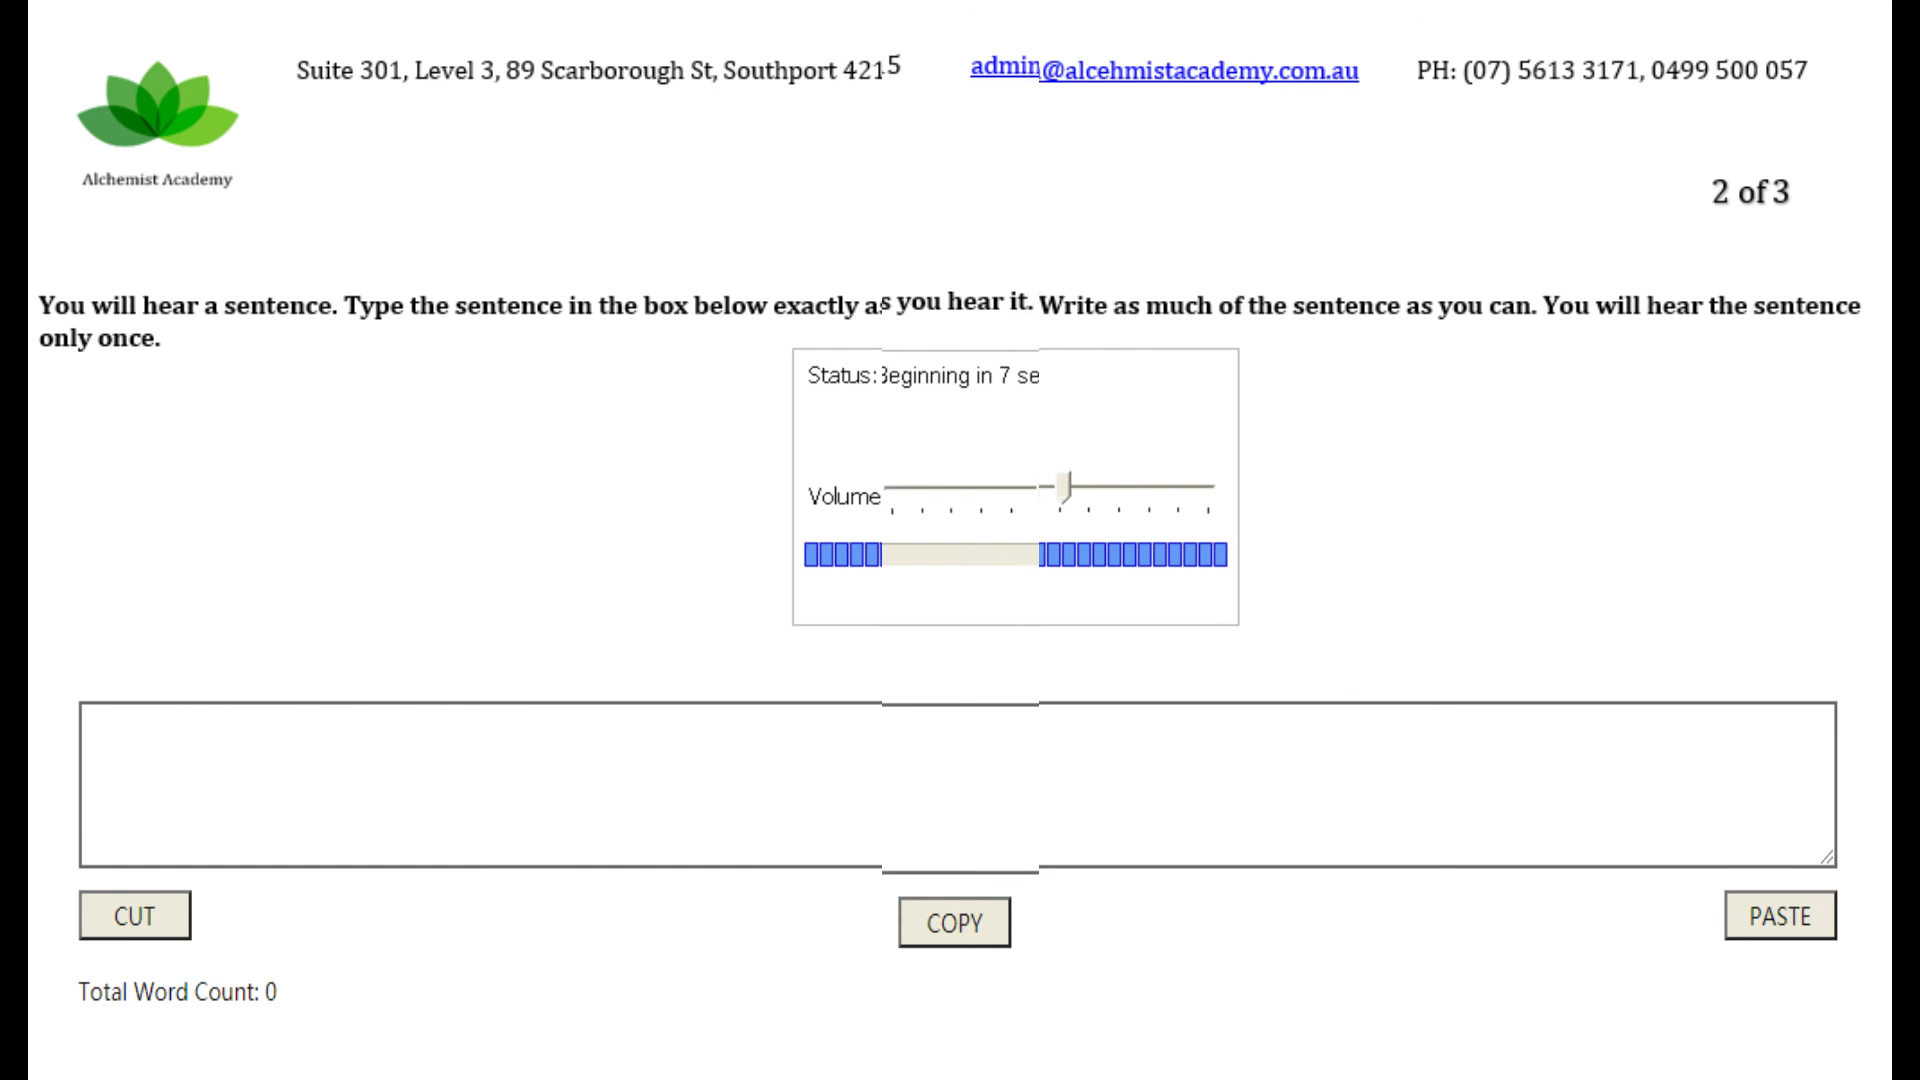 Suite 301, Level 3, 89 Scarborough St, Southport 4215 admin@alcehmistacademy.com.au PH: (07) 5613 3171, 0499 500 057
Alchemist Academy
2 of 3
You will hear a sentence. Type the sentence in the box below exactly as you hear it. Write as much of the sentence as you can. You will hear the sentence
only once.
Status: Beginning in 7 se
Volume
CUT COPY PASTE
Total Word Count: 0